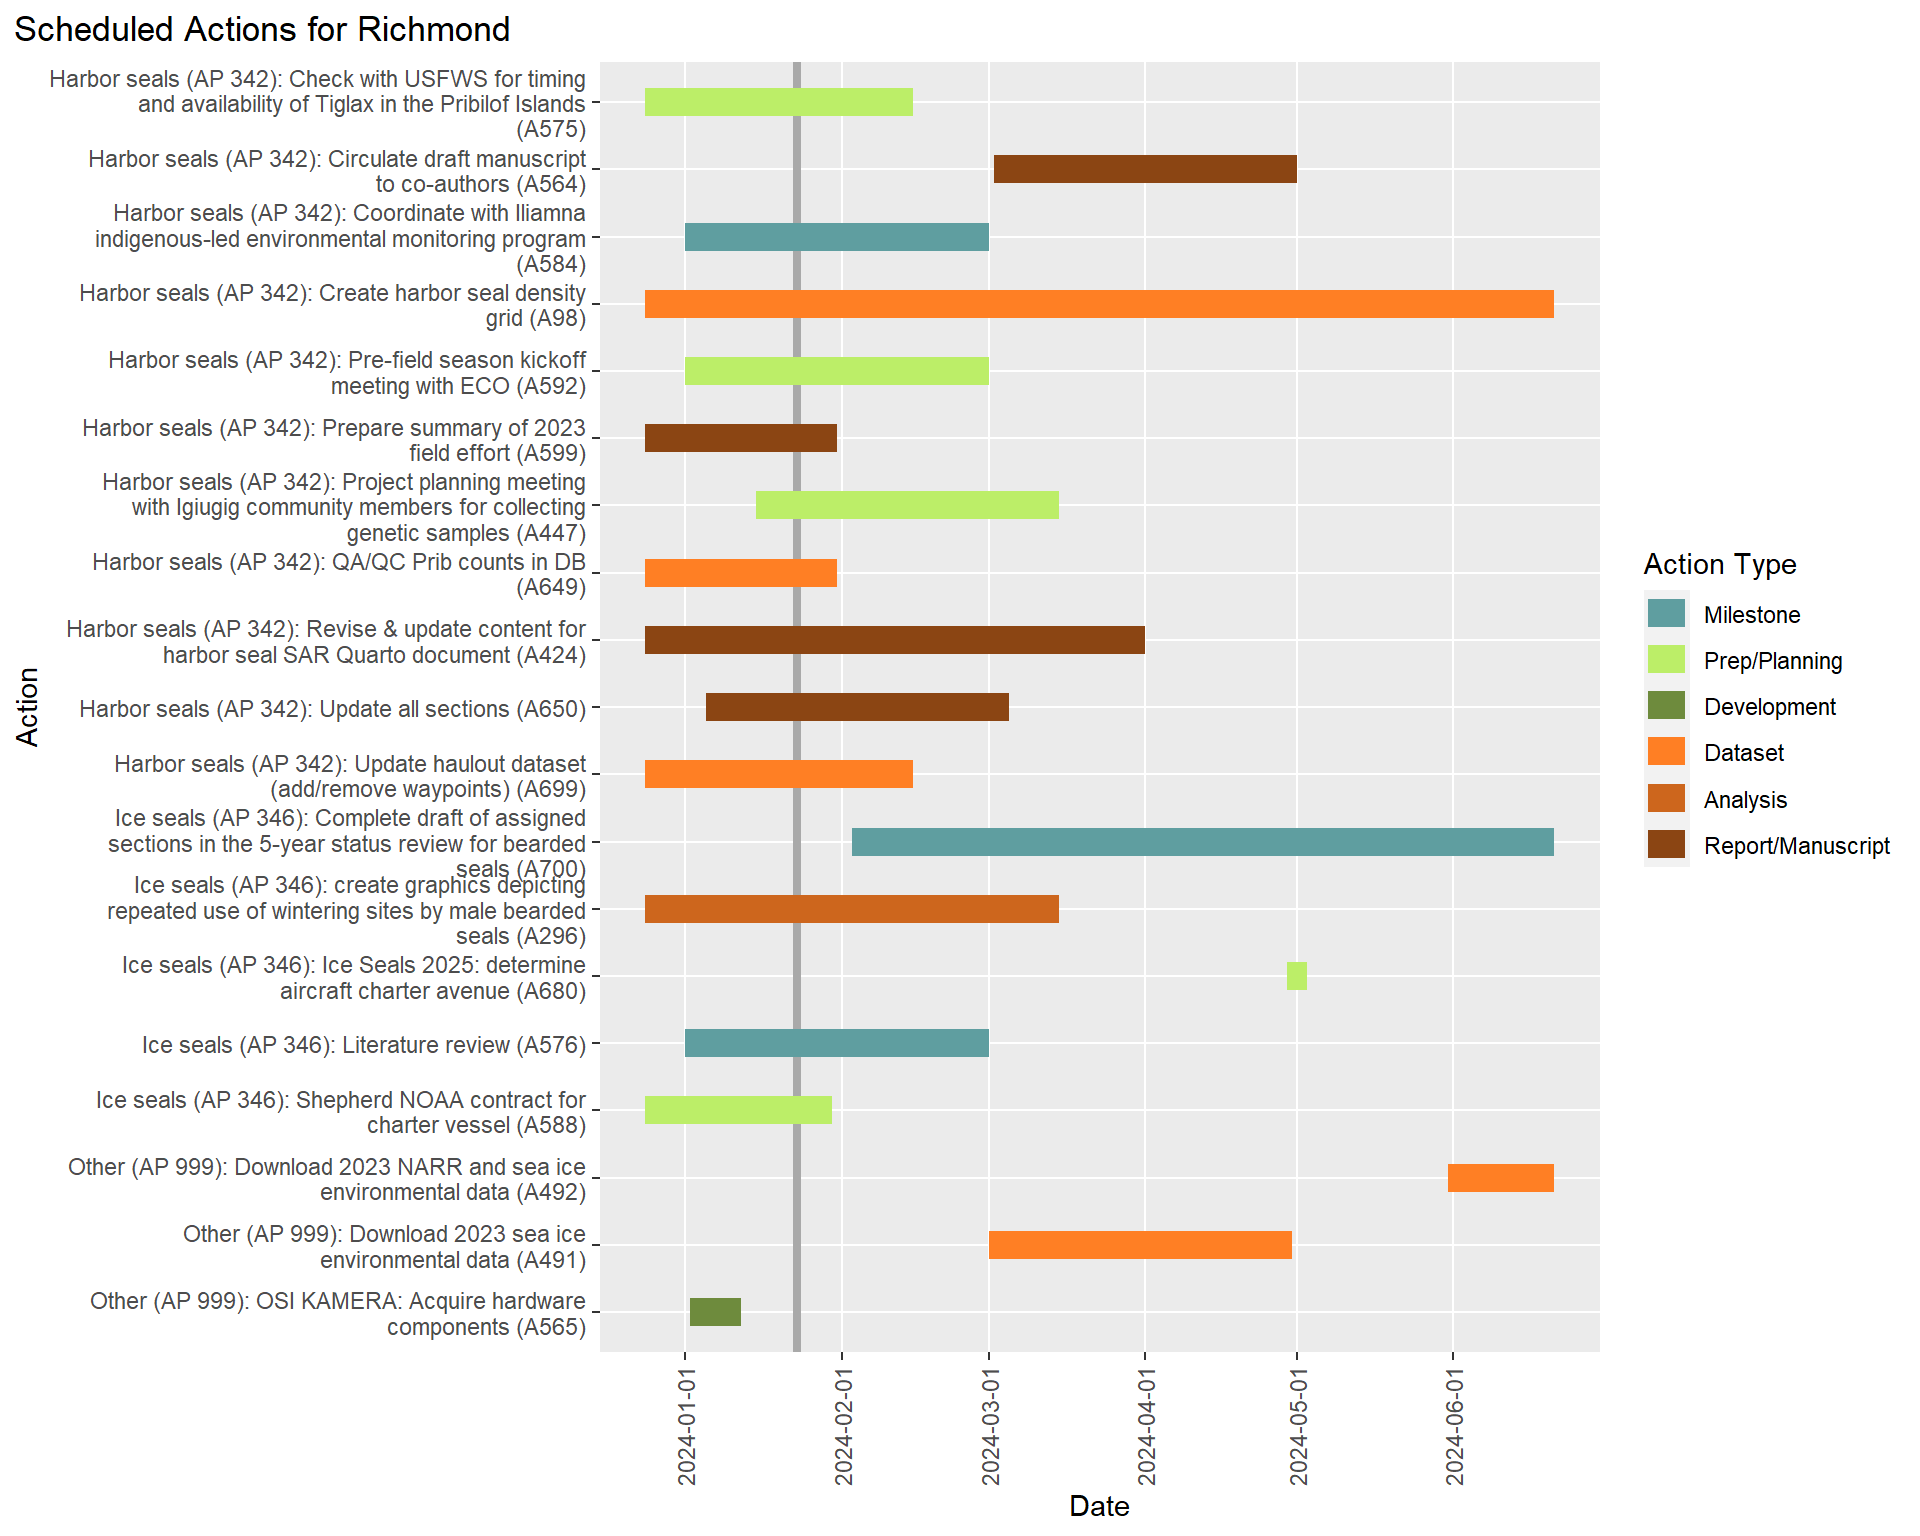 Scheduled Actions for Richmond
Harbor seals (AP 342): Check with USFWS for timing
and availability of Tiglax in the Pribilof Islands
(A575)
Harbor seals (AP 342): Circulate draft manuscript
to co-authors (A564)
Harbor seals (AP 342): Coordinate with Iliamna
indigenous-led environmental monitoring program
(A584)
Harbor seals (AP 342): Create harbor seal density
grid (A98)
Harbor seals (AP 342): Pre-field season kickoff
meeting with ECO (A592)
Harbor seals (AP 342): Prepare summary of 2023
field effort (A599)
Harbor seals (AP 342): Project planning meeting
with Igiugig community members for collecting
genetic samples (A447)
Harbor seals (AP 342): QA/QC Prib counts in DB
(A649)
Harbor seals (AP 342): Revise & update content for
harbor seal SAR Quarto document (A424)
Harbor seals (AP 342): Update all sections (A650)
Harbor seals (AP 342): Update haulout dataset
(add/remove waypoints) (A699)
Ice seals (AP 346): Complete draft of assigned
sections in the 5-year status review for bearded
seals (A700)
Ice seals (AP 346): create graphics depicting
repeated use of wintering sites by male bearded
seals (A296)
Ice seals (AP 346): Ice Seals 2025: determine
aircraft charter avenue (A680)
Ice seals (AP 346): Literature review (A576)
Ice seals (AP 346): Shepherd NOAA contract for
charter vessel (A588)
Other (AP 999): Download 2023 NARR and sea ice
environmental data (A492)
Other (AP 999): Download 2023 sea ice
environmental data (A491)
Other (AP 999): OSI KAMERA: Acquire hardware
components (A565)
Action
2024-01-01
2024-02-01
2024-03-01
2024-04-01
2024-05-01
2024-06-01
Date
Action Type
Milestone
Prep/Planning
Development
Dataset
Analysis
Report/Manuscript